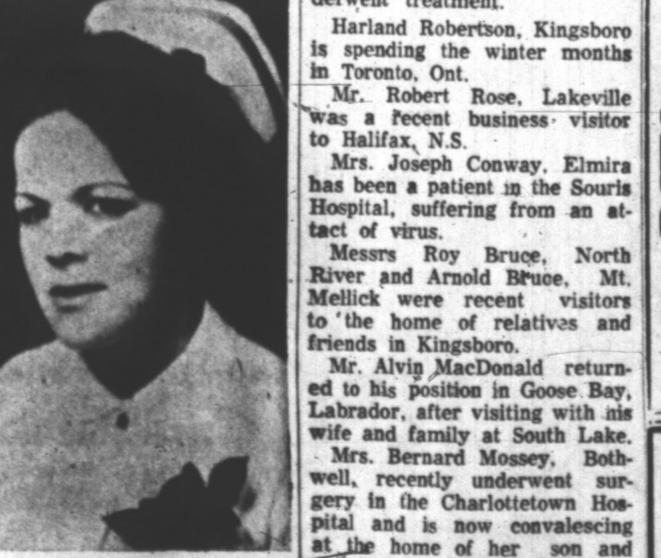 derwent treatment.
Harland Robertson, Kingsboro
is spending the winter months
in Toronto, Ont.
Mr. Robert Rose, Lakeville
was a recent business visitor
to Halifax, N.S.
Mrs. Joseph Conway, Elmira
has been a patient in the Souris
Hospital, suffering from an at-
tact of virus.
Messrs Roy Bruce, North
River and Arnold Bruce, Mt.
Mellick were recent visitors
to the home of relatives and
friends in Kingsboro.
Mr. Alvin MacDonald return-
ed to his position in Goose Bay,
Labrador, after visiting with his
wife and family at South Lake.
Mrs. Bernard Mossey, Both-
well, recently underwent sur-
gery in the Charlottetown Hos-
pital and is now convalescing
at the home of her son and